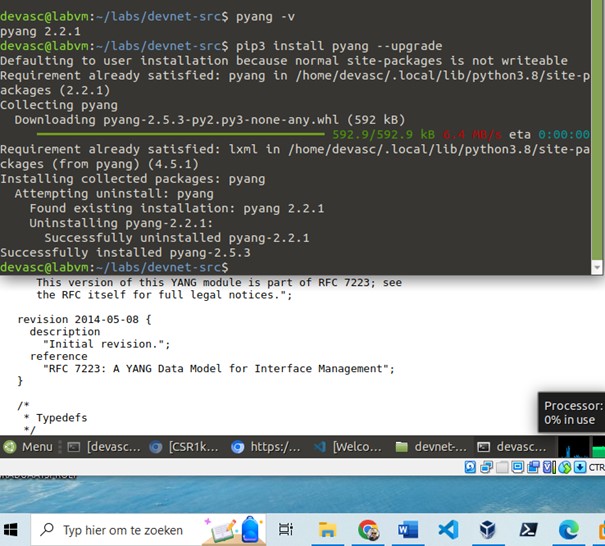 devasc@labvm:~/labs/devnet-src$ pyang -v
pyang 2.2.1
devasc@labvm:~/labs/devnet-src$ pip3 install pyang --upgrade
Defaulting to user installation because normal site-packages is not writeable
Requirement already satisfied: pyang in /home/devasc/.local/lib/python3.8/site-p
ackages (2.2.1)
Collecting pyang
  Downloading pyang-2.5.3-py2.py3-none-any.whl (592 kB)
592.9/592.9 kB 6.4 MB/s eta 0:00:00
Requirement already satisfied: lxml in /home/devasc/.local/lib/python3.8/site-pa
ckages (from pyang) (4.5.1)
Installing collected packages: pyang
  Attempting uninstall: pyang
    Found existing installation: pyang 2.2.1
    Uninstalling pyang-2.2.1:
      Successfully uninstalled pyang-2.2.1
Successfully installed pyang-2.5.3
devasc@labvm:~/labs/devnet-src$
This version of this YANG module is part of RFC 7223; see
the RFC itself for full legal notices.";
revision 2014-05-08 {
  description
    "Initial revision.";
  reference
    "RFC 7223: A YANG Data Model for Interface Management";
}
/*
 * Typedefs
 */
Processor:
0% in use
Menu [devasc... [CSR1k... https:/... [Welco... devnet-... devasc...
CTR
Typ hier om te zoeken